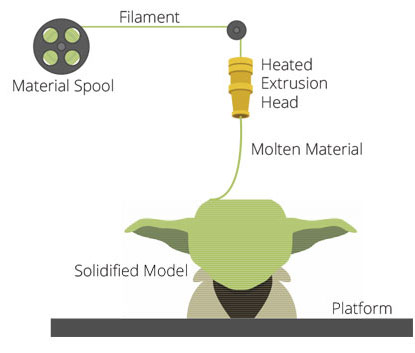 Filament
Material Spool
Heated
Extrusion
Head
Molten Material
Solidified Model
Platform